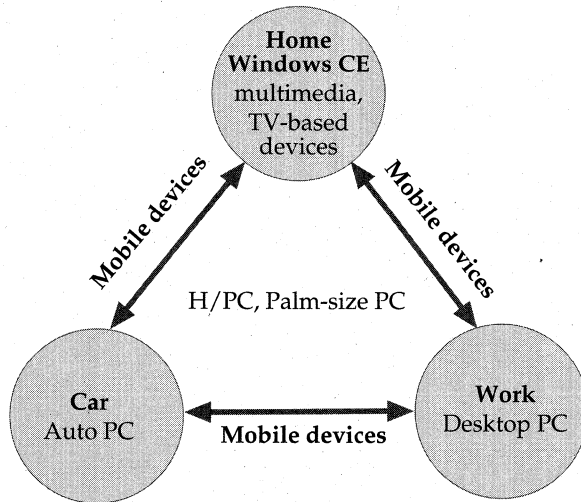 Home
Windows CE
multimedia,
TV-based
devices
Mobile devices
Mobile devices
H/PC, Palm-size PC
Car
Auto PC
Work
Desktop PC
Mobile devices